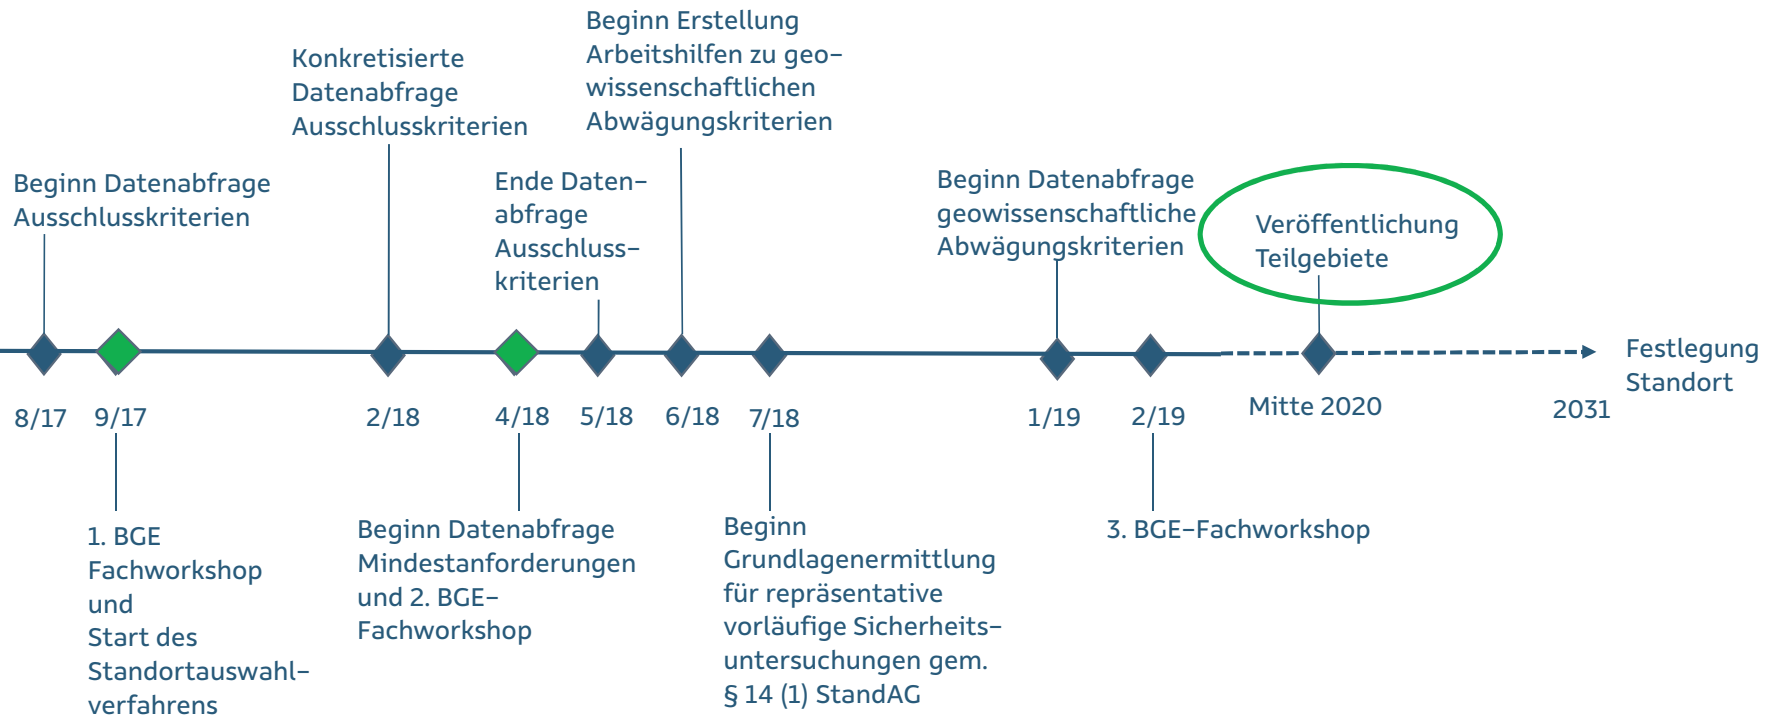 Beginn Datenabfrage
Ausschlusskriterien
Konkretisierte
Datenabfrage
Ausschlusskriterien
Ende Daten-
abfrage
Ausschluss-
kriterien
Beginn Erstellung
Arbeitshilfen zu geo-
wissenschaftlichen
Abwägungskriterien
Beginn Datenabfrage
geowissenschaftliche
Abwägungskriterien
Veröffentlichung
Teilgebiete
Festlegung
Standort
8/17 9/17 2/18 4/18 5/18 6/18 7/18 1/19 2/19 Mitte 2020 2031
1. BGE
Fachworkshop
und
Start des
Standortauswahl-
verfahrens
Beginn Datenabfrage
Mindestanforderungen
und 2. BGE-
Fachworkshop
Beginn
Grundlagenermittlung
für repräsentative
vorläufige Sicherheits-
untersuchungen gem.
§ 14 (1) StandAG
3. BGE-Fachworkshop